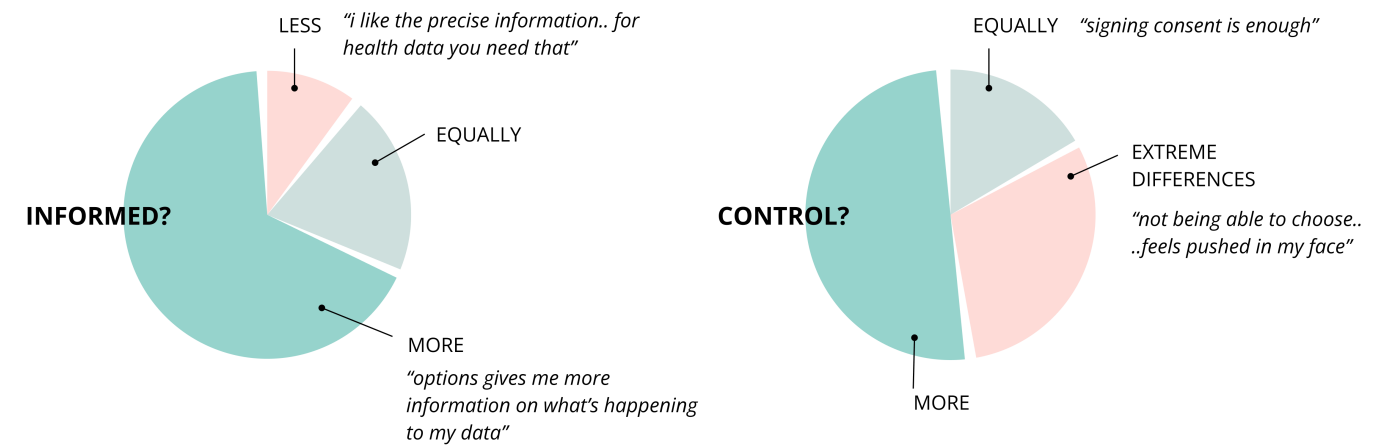 LESS
“i like the precise information.. for
health data you need that”
EQUALLY
INFORMED?
MORE
“options gives me more
information on what’s happening
to my data”
EQUALLY
“signing consent is enough”
EXTREME
DIFFERENCES
“not being able to choose..
..feels pushed in my face”
CONTROL?
MORE